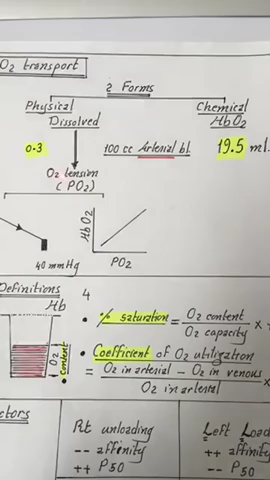 O2 transport
2 Forms
Physical
Dissolved
Chemical
HbO2
0.3
100 cc Arterial bl.
19.5 ml.
O2 tension
(PO2)
HbO2
40 mmHg
PO2
Definitions
Hb
4
O2
• Content
• % saturation = O2 content
O2 capacity
×
• Coefficient of O2 utilization
= O2 in arterial - O2 in venous
O2 in arterial
×
Rt unloading
-- affinity
++ P50
Left
++ affinity
-- P50